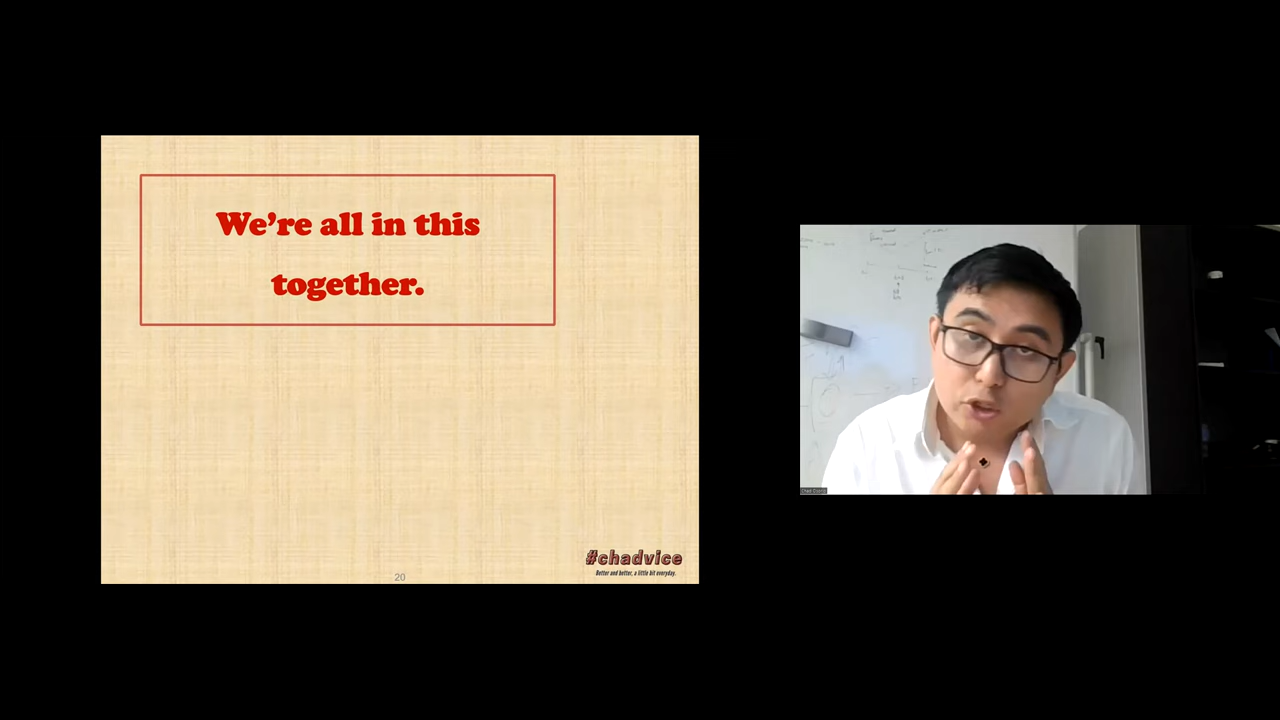 We're all in this
together.
#chadvice
Better and better, a little bit everyday.
20